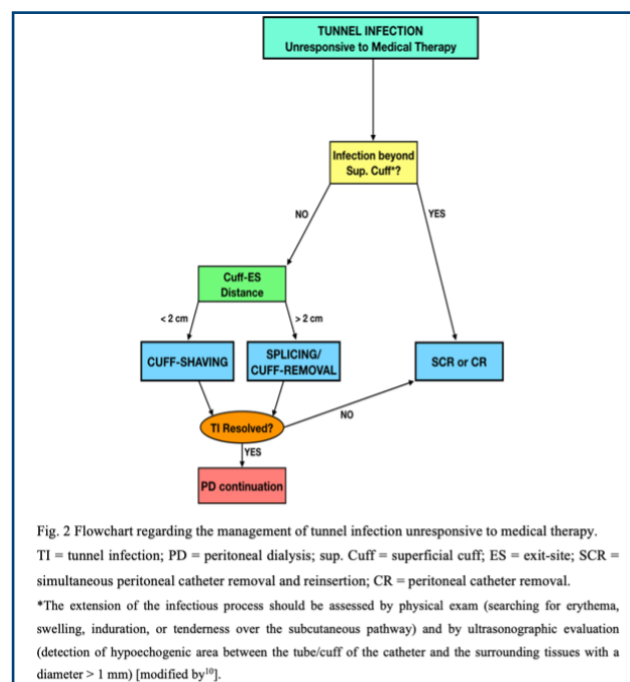 TUNNEL INFECTION
Unresponsive to Medical Therapy
Infection beyond
Sup. Cuff*?
NO
YES
Cuff-ES
Distance
< 2 cm
> 2 cm
CUFF-SHAVING
SPLICING/
CUFF-REMOVAL
SCR or CR
NO
TI Resolved?
YES
PD continuation
Fig. 2 Flowchart regarding the management of tunnel infection unresponsive to medical therapy.
TI = tunnel infection; PD = peritoneal dialysis; sup. Cuff = superficial cuff; ES = exit-site; SCR =
simultaneous peritoneal catheter removal and reinsertion; CR = peritoneal catheter removal.
*The extension of the infectious process should be assessed by physical exam (searching for erythema,
swelling, induration, or tenderness over the subcutaneous pathway) and by ultrasonographic evaluation
(detection of hypoechogenic area between the tube/cuff of the catheter and the surrounding tissues with a
diameter > 1 mm) [modified by¹⁰].